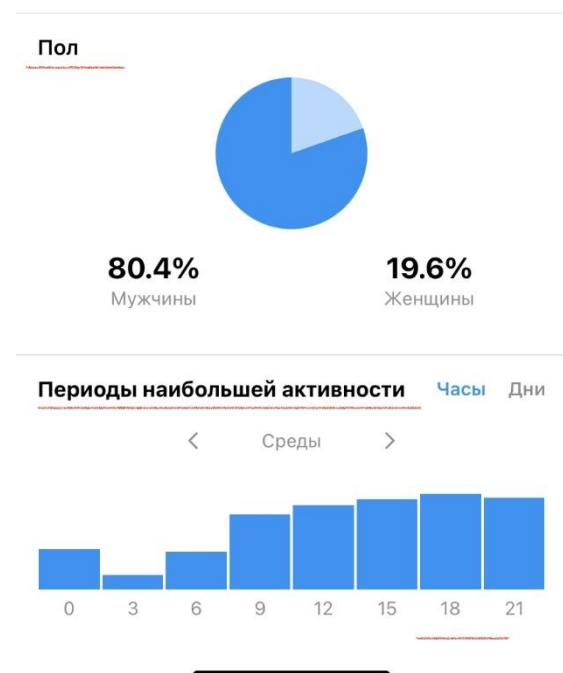 Пол
80.4% 19.6%
Мужчины Женщины
Периоды наибольшей активности Часы Дни
Среды
0 3 6 9 12 15 18 21